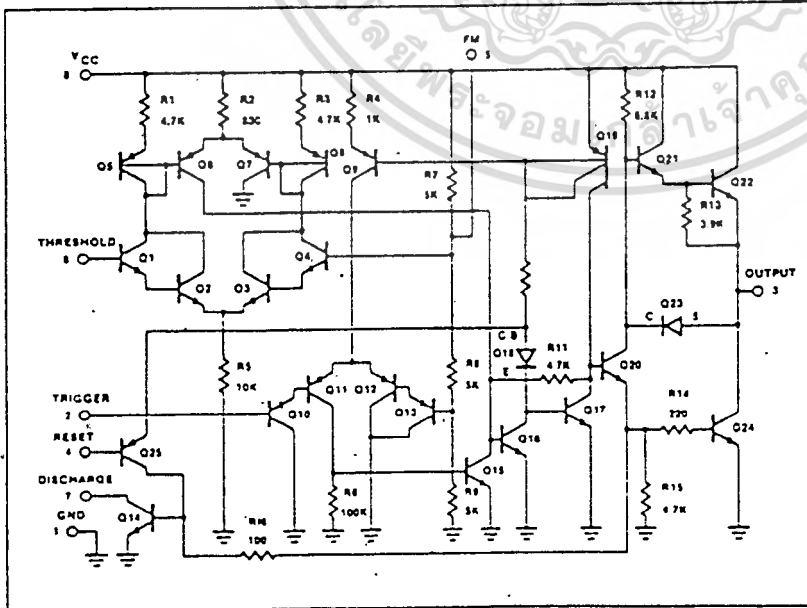 FM
5
VCC
8
R1
4.7K
R2
830
R3
4.7K
R4
1K
R12
6.8K
Q19
Q21
Q22
Q5
Q6
Q7
Q8
Q9
R7
5K
R13
3.9K
THRESHOLD
6
Q1
Q2
Q3
Q4
OUTPUT
3
Q23
C
S
C B
Q18
E
R11
4.7K
Q20
R5
10K
R8
5K
Q11
Q12
Q13
Q10
Q16
Q17
R14
220
Q24
TRIGGER
2
RESET
4
Q25
Q15
R6
100K
R9
5K
R15
4.7K
DISCHARGE
7
Q14
GND
1
R16
100